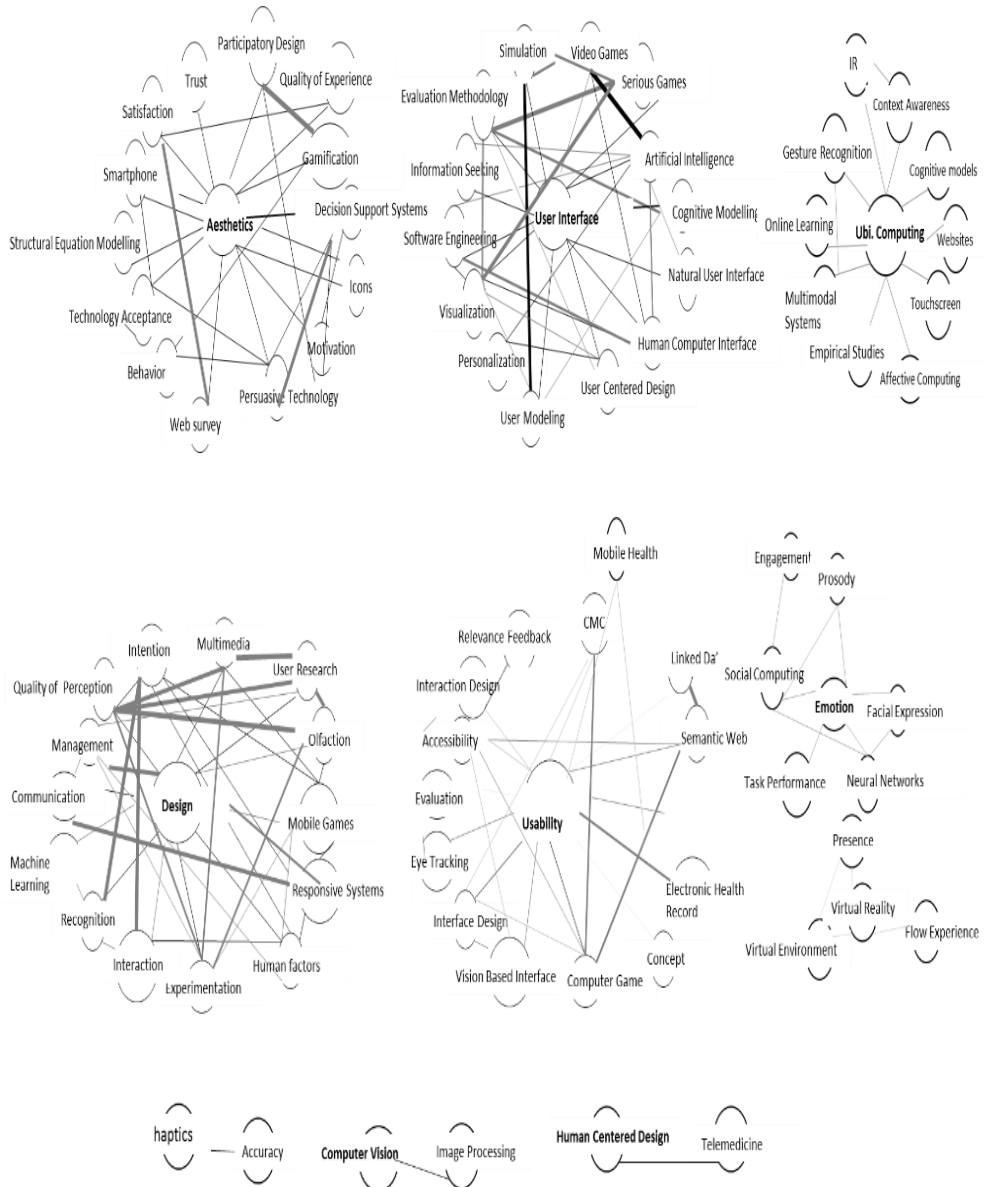 Participatory Design
Trust
Quality of Experience
Satisfaction
Gamification
Smartphone
Decision Support Systems
Aesthetics
Structural Equation Modelling
Icons
Technology Acceptance
Motivation
Behavior
Persuasive Technology
Web survey
Simulation
Video Games
Serious Games
Evaluation Methodology
Artificial Intelligence
Information Seeking
Cognitive Modelling
User Interface
Software Engineering
Natural User Interface
Visualization
Human Computer Interface
Personalization
User Centered Design
User Modeling
IR
Context Awareness
Gesture Recognition
Cognitive models
Online Learning
Ubi. Computing
Websites
Multimodal
Systems
Touchscreen
Empirical Studies
Affective Computing
Intention
Multimedia
User Research
Quality of Perception
Olfaction
Management
Communication
Design
Mobile Games
Machine
Learning
Responsive Systems
Recognition
Interaction
Human factors
Experimentation
Mobile Health
CMC
Relevance Feedback
Linked Da'
Interaction Design
Accessibility
Semantic Web
Evaluation
Usability
Eye Tracking
Electronic Health
Record
Interface Design
Concept
Vision Based Interface
Computer Game
Engagement
Prosody
Social Computing
Emotion
Facial Expression
Task Performance
Neural Networks
Presence
Virtual Reality
Virtual Environment
Flow Experience
haptics
Accuracy
Computer Vision
Image Processing
Human Centered Design
Telemedicine